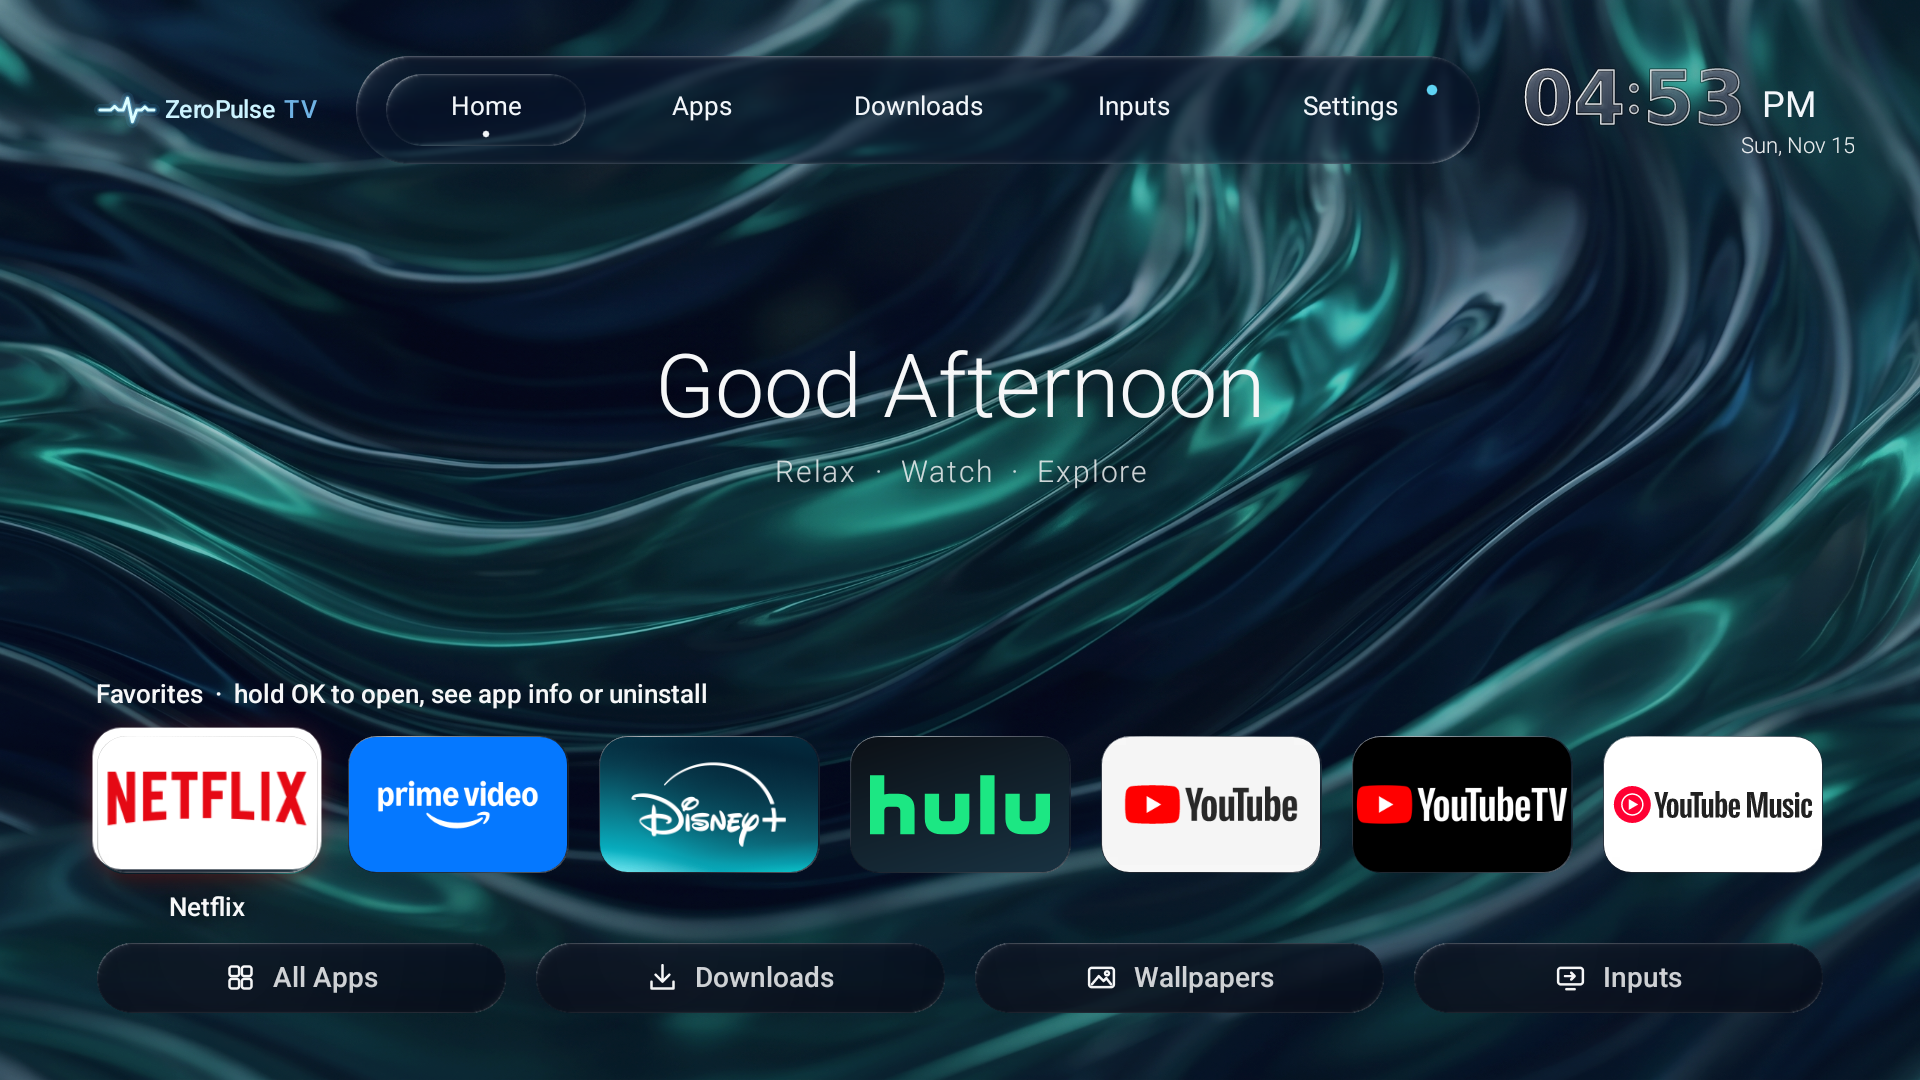 ZeroPulse TV
Home
Apps
Downloads
Inputs
Settings
04:53 PM
Sun, Nov 15
Good Afternoon
Relax · Watch · Explore
Favorites · hold OK to open, see app info or uninstall
NETFLIX
prime video
Disney+
hulu
YouTube
YouTubeTV
YouTube Music
Netflix
All Apps
Downloads
Wallpapers
Inputs